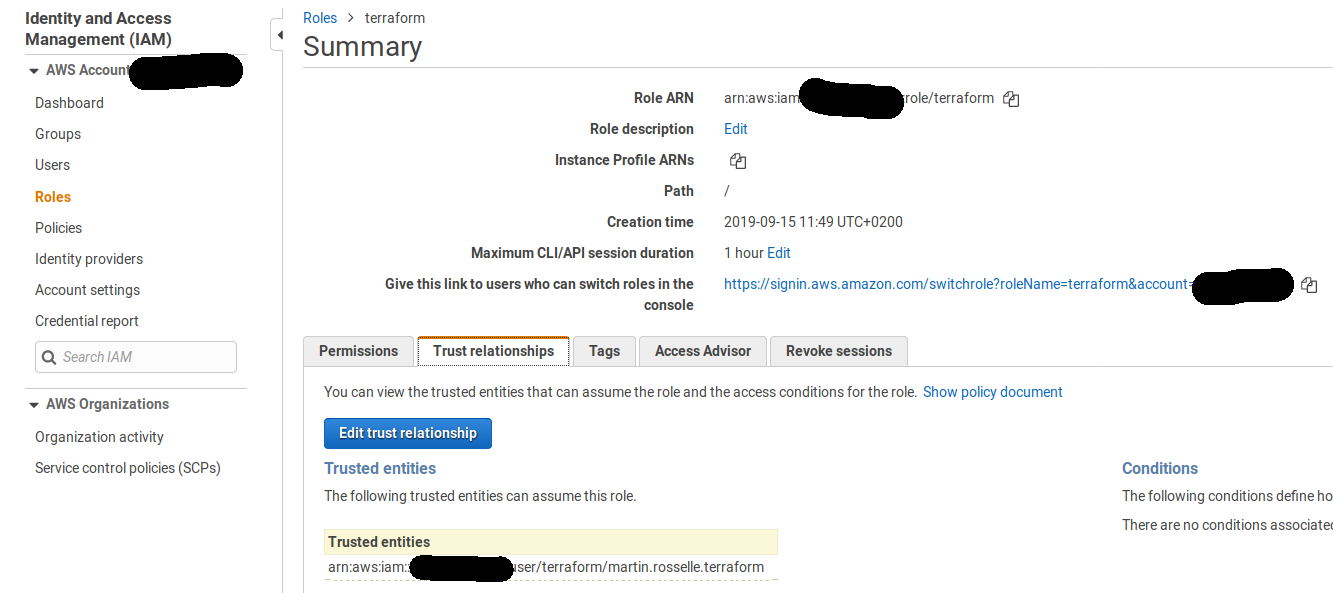 Identity and Access
Management (IAM)
AWS Account
Dashboard
Groups
Users
Roles
Policies
Identity providers
Account settings
Credential report
Search IAM
AWS Organizations
Organization activity
Service control policies (SCPs)
Roles > terraform
Summary
Role ARN arn:aws:iam role/terraform
Role description Edit
Instance Profile ARNs
Path /
Creation time 2019-09-15 11:49 UTC+0200
Maximum CLI/API session duration 1 hour Edit
Give this link to users who can switch roles in the https://signin.aws.amazon.com/switchrole?roleName=terraform&account=
console
Permissions Trust relationships Tags Access Advisor Revoke sessions
You can view the trusted entities that can assume the role and the access conditions for the role. Show policy document
Edit trust relationship
Trusted entities
The following trusted entities can assume this role.
Trusted entities
arn:aws:iam: user/terraform/martin.rosselle.terraform
Conditions
The following conditions define ho
There are no conditions associated